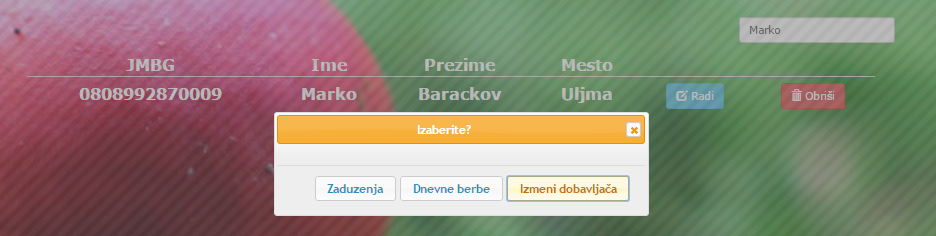 Marko
JMBG Ime Prezime Mesto
0808992870009 Marko Barackov Uljma Radi Obriši
Izaberite?
Zaduzenja Dnevne berbe Izmeni dobavljača